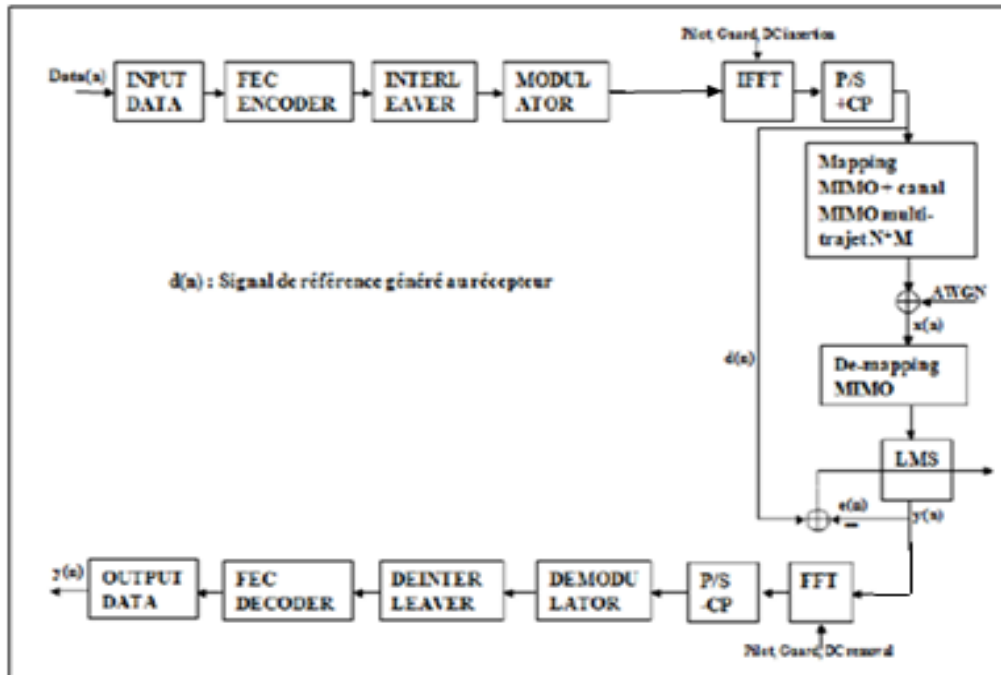 Pilot, Guard, DC insertion
Data(n)
INPUT
DATA
FEC
ENCODER
INTERL
EAVER
MODUL
ATOR
IFFT
P/S
+CP
Mapping
MIMO + canal
MIMO multi-
trajet N*M
d(n) : Signal de référence généré au récepteur
AWGN
x(n)
d(n)
De-mapping
MIMO
LMS
e(n)
y(n)
y(n)
OUTPUT
DATA
FEC
DECODER
DEINTER
LEAVER
DEMODU
LATOR
P/S
-CP
FFT
Pilot, Guard, DC removal